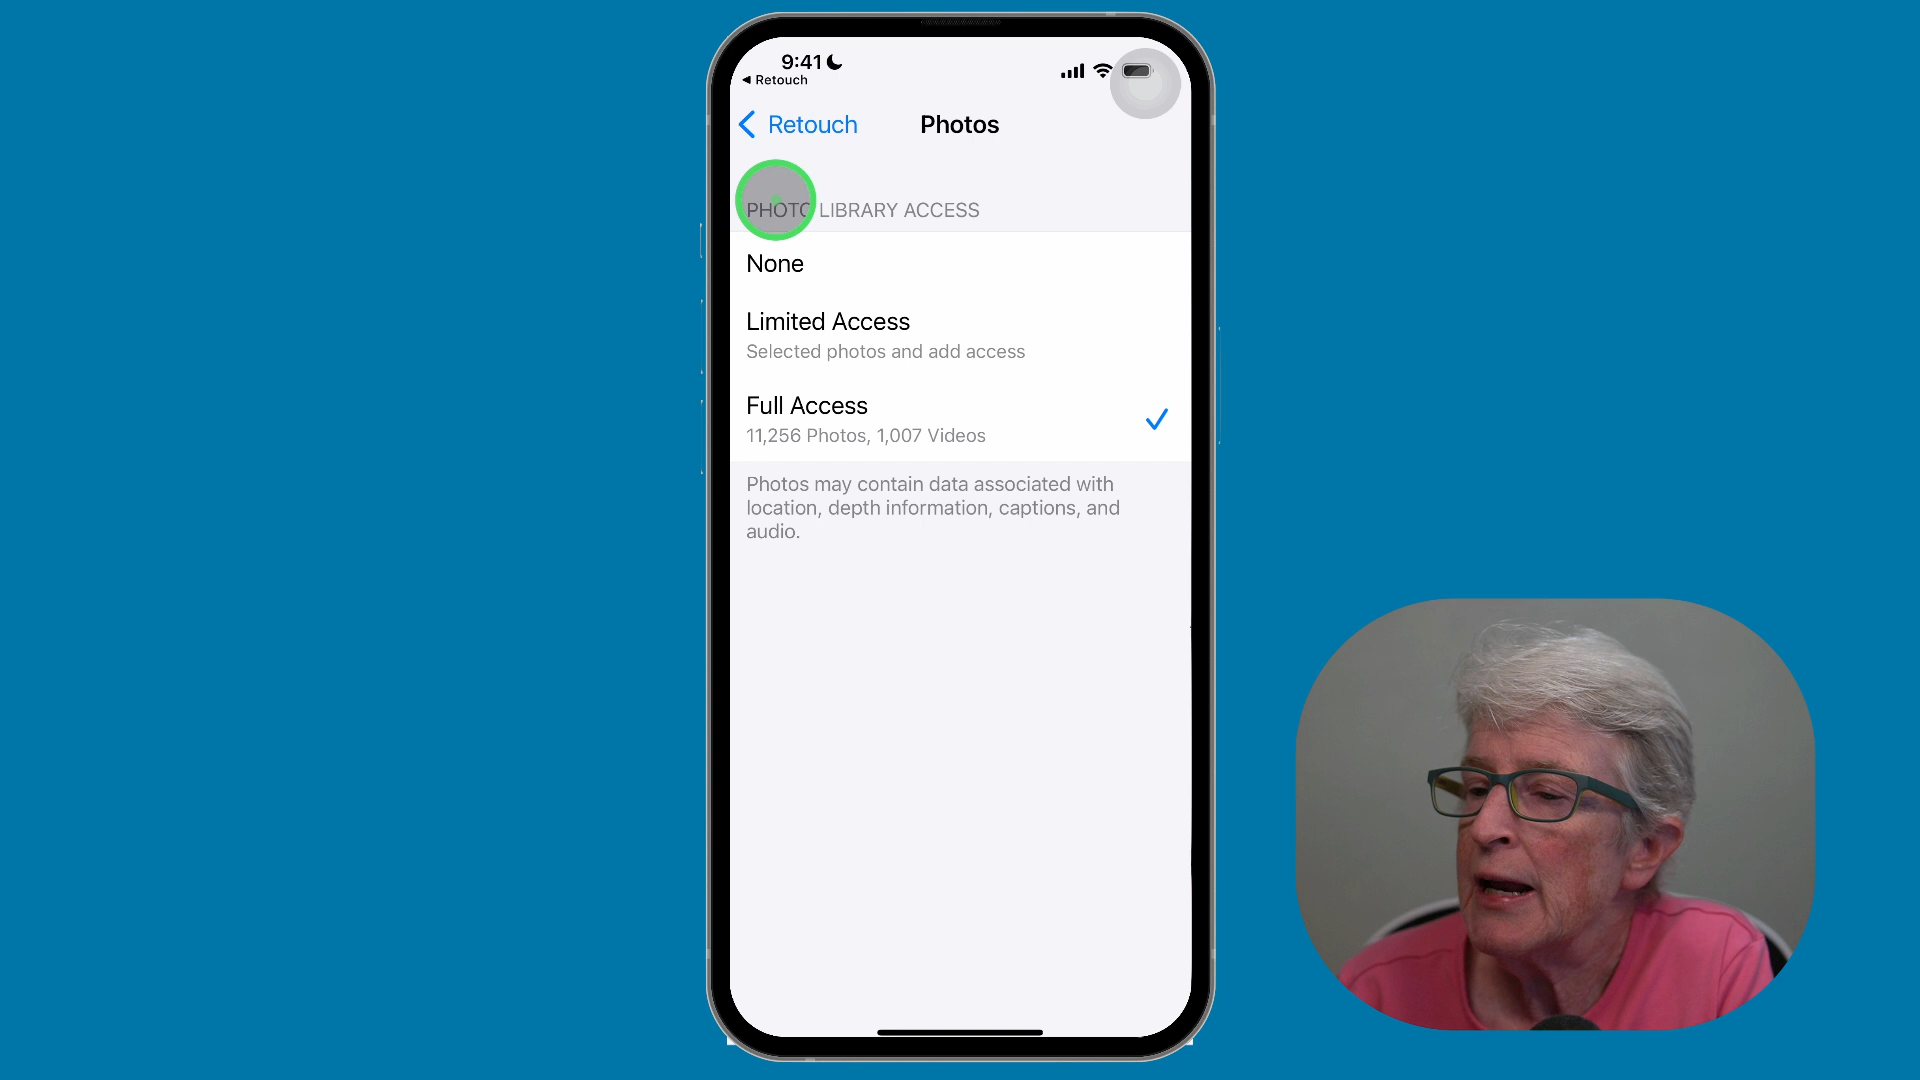 9:41
◀ Retouch
Retouch
Photos
PHOTO LIBRARY ACCESS
None
Limited Access
Selected photos and add access
Full Access
11,256 Photos, 1,007 Videos
Photos may contain data associated with
location, depth information, captions, and
audio.